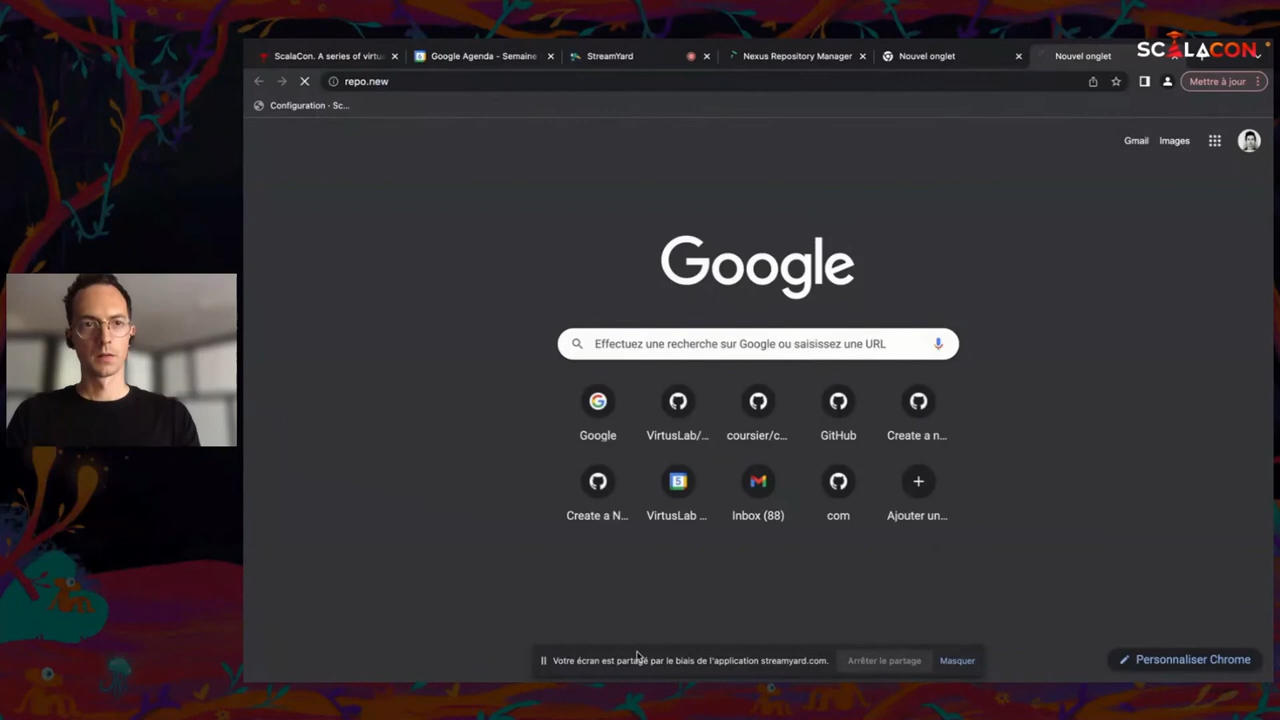 ScalaCon. A series of virtu
Google Agenda - Semaine
StreamYard
Nexus Repository Manager
Nouvel onglet
Nouvel onglet
SCALACON
repo.new
Mettre à jour
Configuration · Sc...
Gmail
Images
Google
Effectuez une recherche sur Google ou saisissez une URL
Google
VirtusLab/...
coursier/c...
GitHub
Create a n...
Create a N...
VirtusLab ...
Inbox (88)
com
Ajouter un...
Votre écran est partagé par le biais de l'application streamyard.com.
Arrêter le partage
Masquer
Personnaliser Chrome